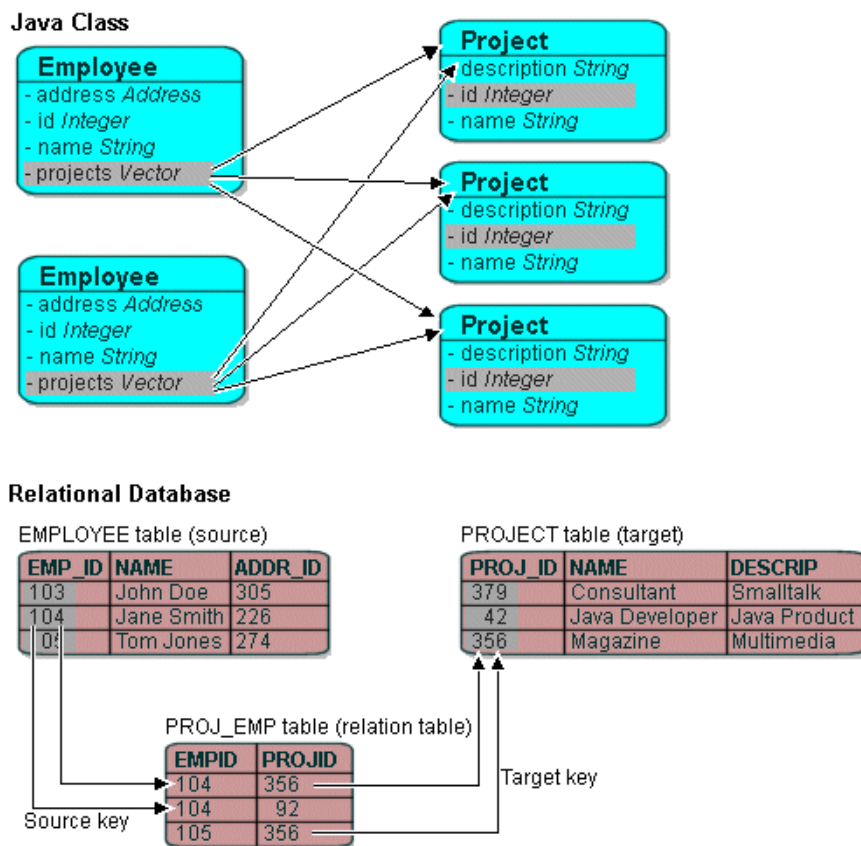 Java Class
Employee
- address Address
- id Integer
- name String
- projects Vector
Employee
- address Address
- id Integer
- name String
- projects Vector
Project
- description String
- id Integer
- name String
Project
- description String
- id Integer
- name String
Project
- description String
- id Integer
- name String
Relational Database
EMPLOYEE table (source)
EMP_ID NAME ADDR_ID
103 John Doe 305
104 Jane Smith 226
105 Tom Jones 274
PROJECT table (target)
PROJ_ID NAME DESCRIP
379 Consultant Smalltalk
42 Java Developer Java Product
356 Magazine Multimedia
PROJ_EMP table (relation table)
EMPID PROJID
104 356
104 92
105 356
Source key
Target key